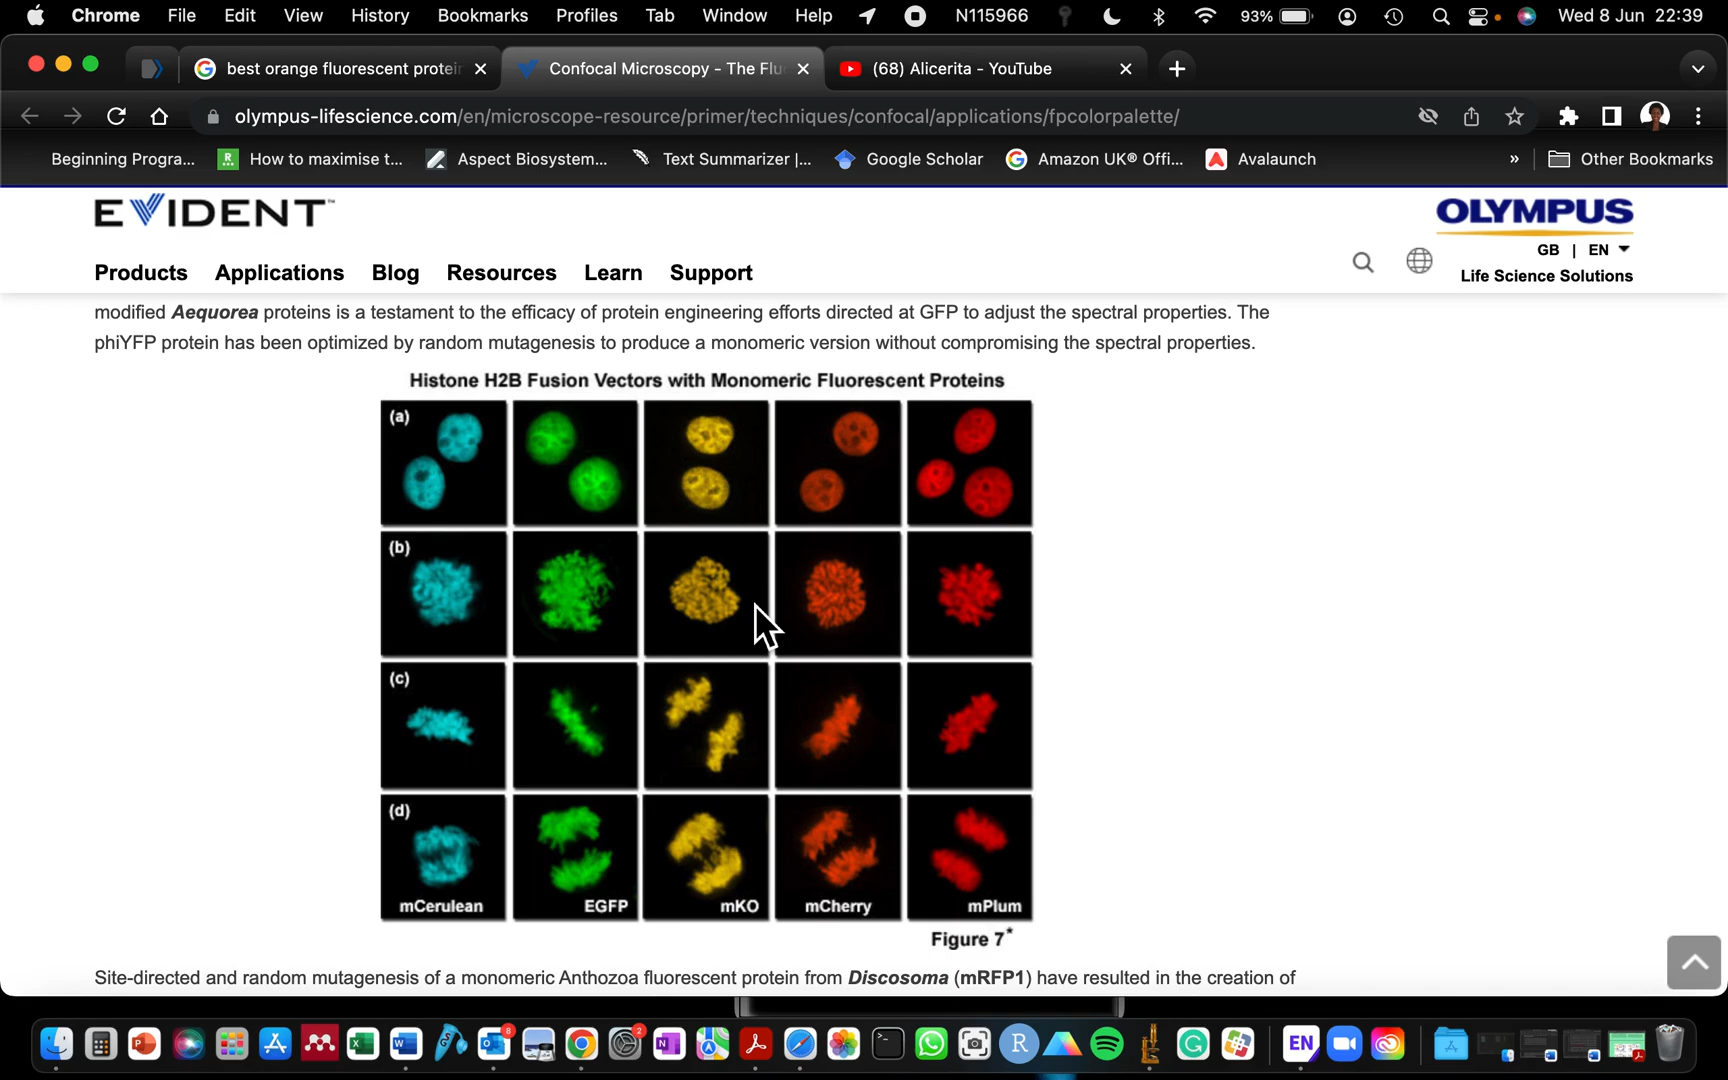 Chrome File Edit View History Bookmarks Profiles Tab Window Help N115966 93% Wed 8 Jun 22:39
best orange fluorescent protein Confocal Microscopy - The Flu (68) Alicerita - YouTube
olympus-lifescience.com/en/microscope-resource/primer/techniques/confocal/applications/fpcolorpalette/
Beginning Progra... How to maximise t... Aspect Biosystem... Text Summarizer |... Google Scholar Amazon UK® Offi... Avalaunch » Other Bookmarks
EVIDENT™ OLYMPUS
GB | EN
Products Applications Blog Resources Learn Support Life Science Solutions
modified Aequorea proteins is a testament to the efficacy of protein engineering efforts directed at GFP to adjust the spectral properties. The
phiYFP protein has been optimized by random mutagenesis to produce a monomeric version without compromising the spectral properties.
Histone H2B Fusion Vectors with Monomeric Fluorescent Proteins
(a)
(b)
(c)
(d)
mCerulean EGFP mKO mCherry mPlum
Figure 7*
Site-directed and random mutagenesis of a monomeric Anthozoa fluorescent protein from Discosoma (mRFP1) have resulted in the creation of
8 2 EN